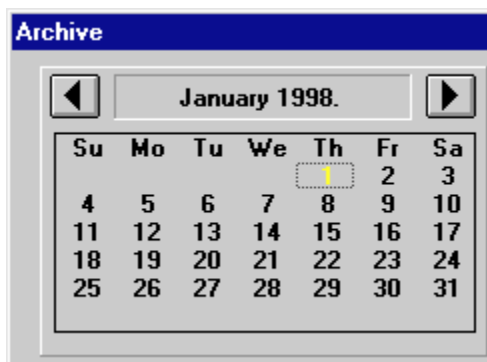 Archive
January 1998.
Su Mo Tu We Th Fr Sa
1 2 3
4 5 6 7 8 9 10
11 12 13 14 15 16 17
18 19 20 21 22 23 24
25 26 27 28 29 30 31